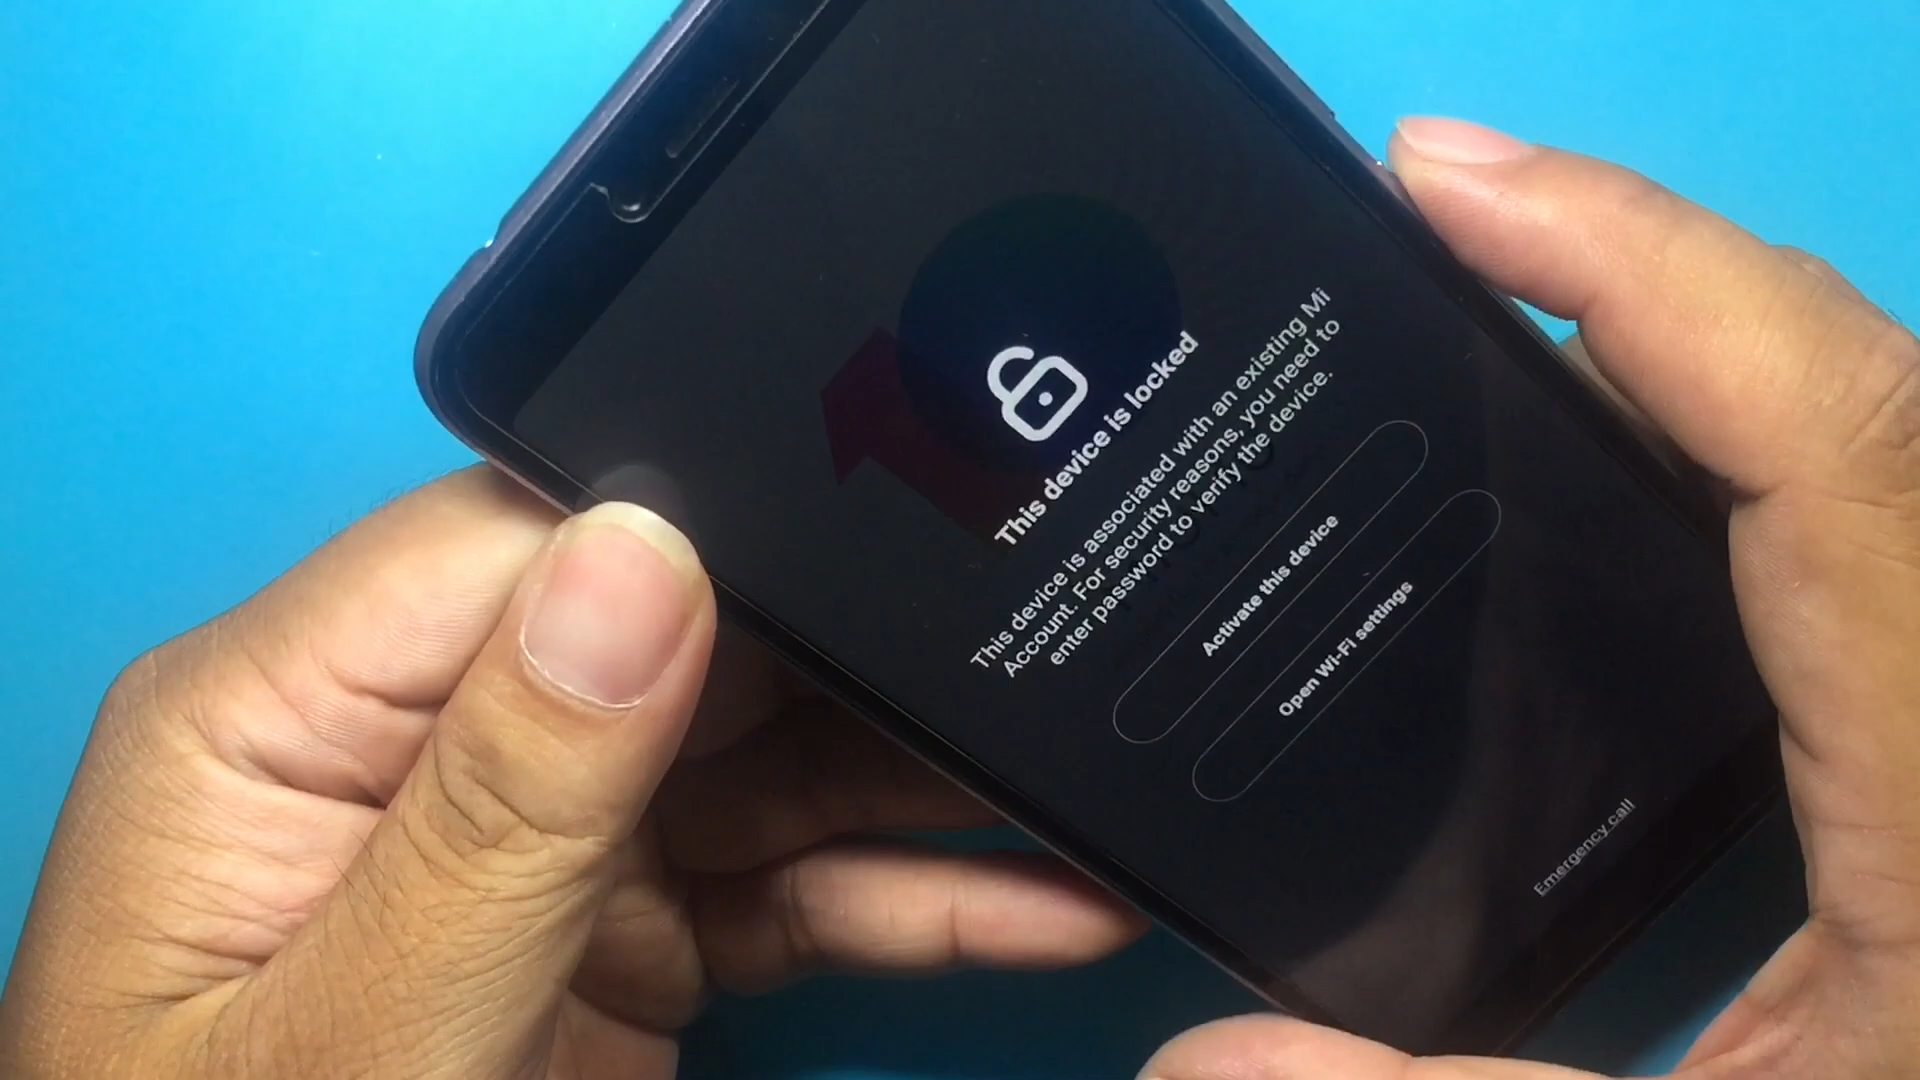 This device is locked
This device is associated with an existing Mi
Account. For security reasons, you need to
enter password to verify the device.
Activate this device
Open Wi-Fi settings
Emergency call